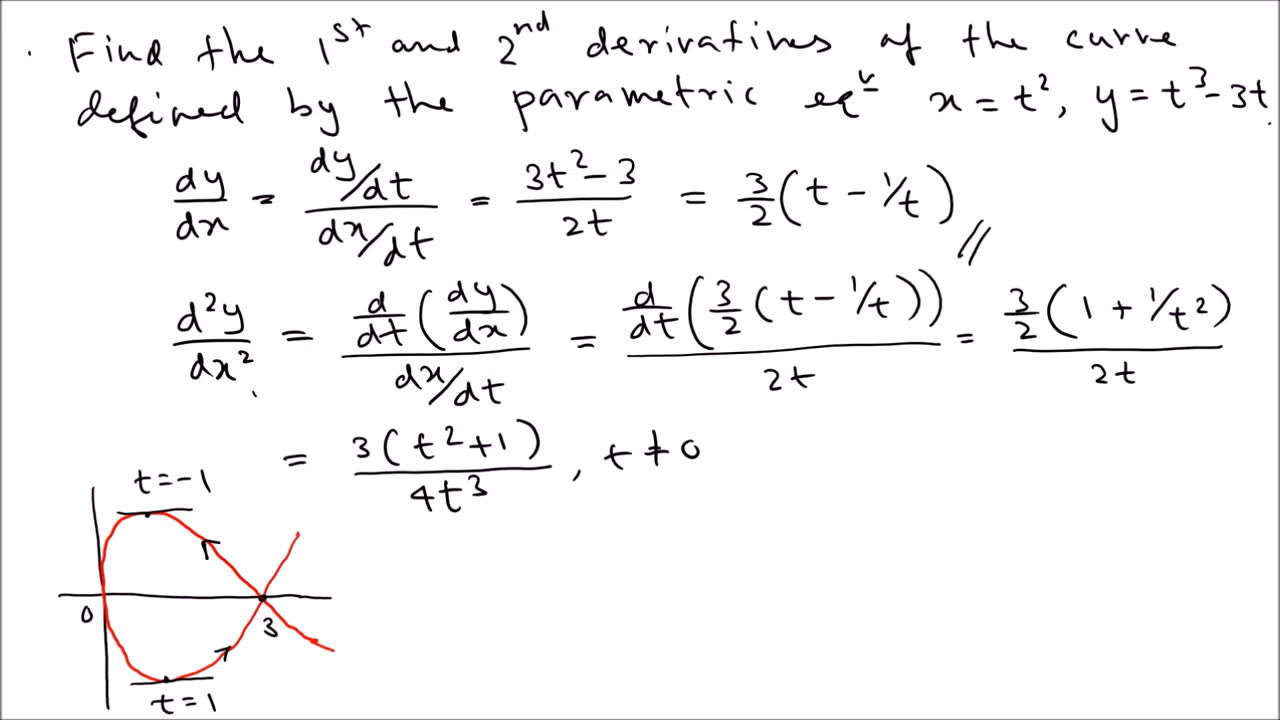 Find the 1st and 2nd derivatives of the curve
defined by the parametric eqn x = t², y = t³ - 3t.
dy/dx = (dy/dt)/(dx/dt) = (3t² - 3)/(2t) = 3/2 (t - 1/t) //
d²y/dx² = (d/dt (dy/dx))/(dx/dt) = (d/dt (3/2 (t - 1/t)))/(2t) = (3/2 (1 + 1/t²))/(2t)
= 3(t² + 1)/(4t³), t ≠ 0
t = -1
0
3
t = 1